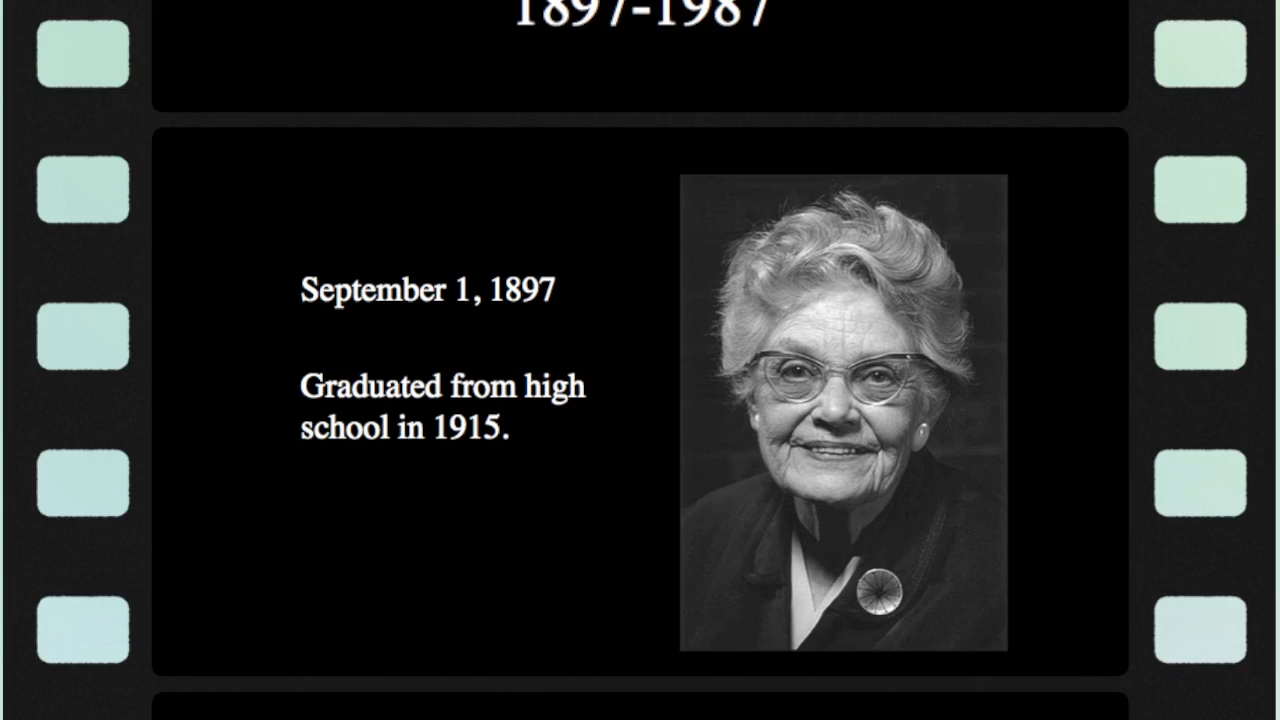 1897-1987
September 1, 1897
Graduated from high
school in 1915.